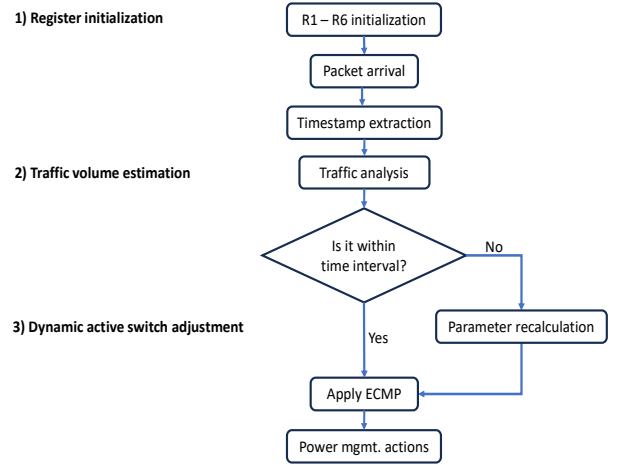 1) Register initialization
R1 – R6 initialization
Packet arrival
Timestamp extraction
2) Traffic volume estimation
Traffic analysis
Is it within
time interval?
No
3) Dynamic active switch adjustment
Parameter recalculation
Yes
Apply ECMP
Power mgmt. actions